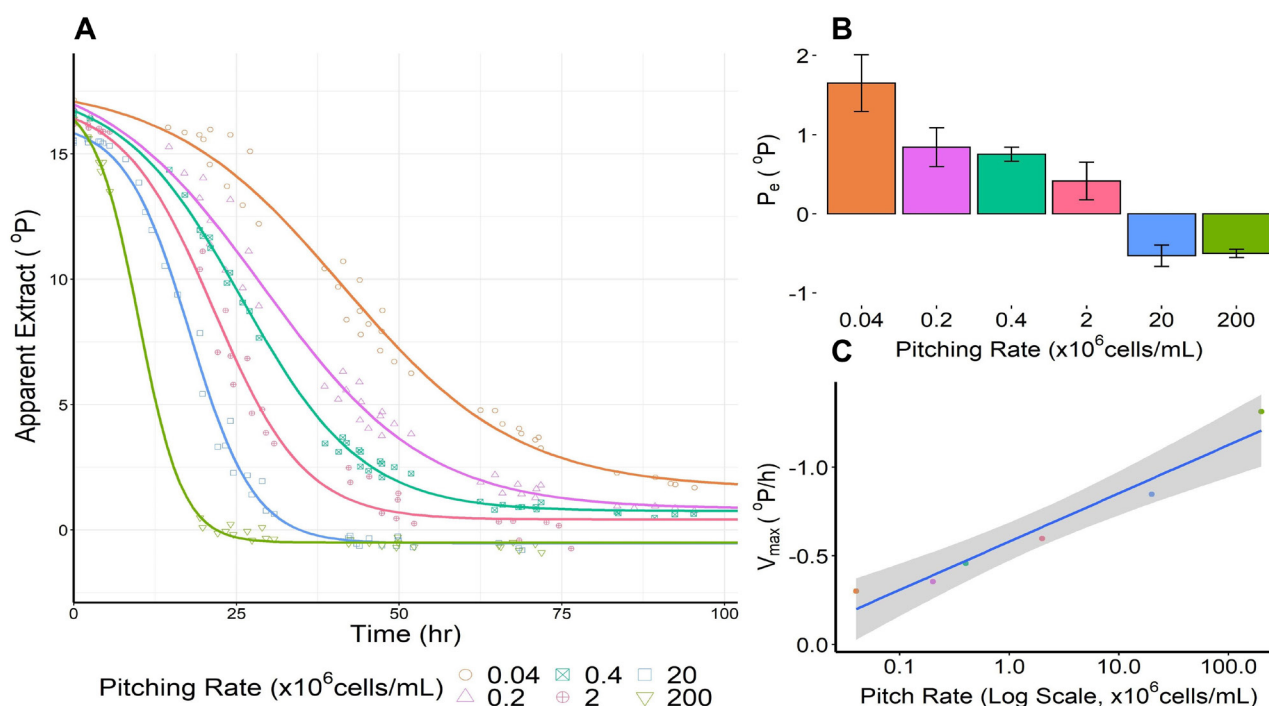 A
15
10
5
0
Apparent Extract ( °P)
0 25 50 75 100
Time (hr)
Pitching Rate (x10⁶cells/mL)
0.04 0.4 20
0.2 2 200
B
2
1
0
-1
Pₑ ( °P)
0.04 0.2 0.4 2 20 200
Pitching Rate (x10⁶cells/mL)
C
-1.0
-0.5
0.0
Vₘₐₓ ( °P/h)
0.1 1.0 10.0 100.0
Pitch Rate (Log Scale, x10⁶cells/mL)